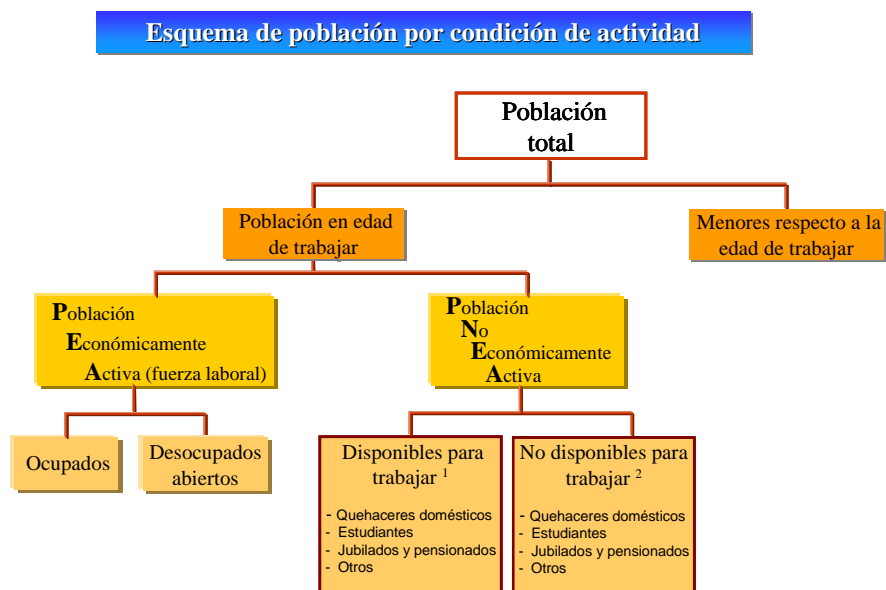 Esquema de población por condición de actividad
Población
total
Población en edad
de trabajar
Menores respecto a la
edad de trabajar
Población
Económicamente
Activa (fuerza laboral)
Población
No
Económicamente
Activa
Ocupados
Desocupados
abiertos
Disponibles para
trabajar ¹
- Quehaceres domésticos
- Estudiantes
- Jubilados y pensionados
- Otros
No disponibles para
trabajar ²
- Quehaceres domésticos
- Estudiantes
- Jubilados y pensionados
- Otros